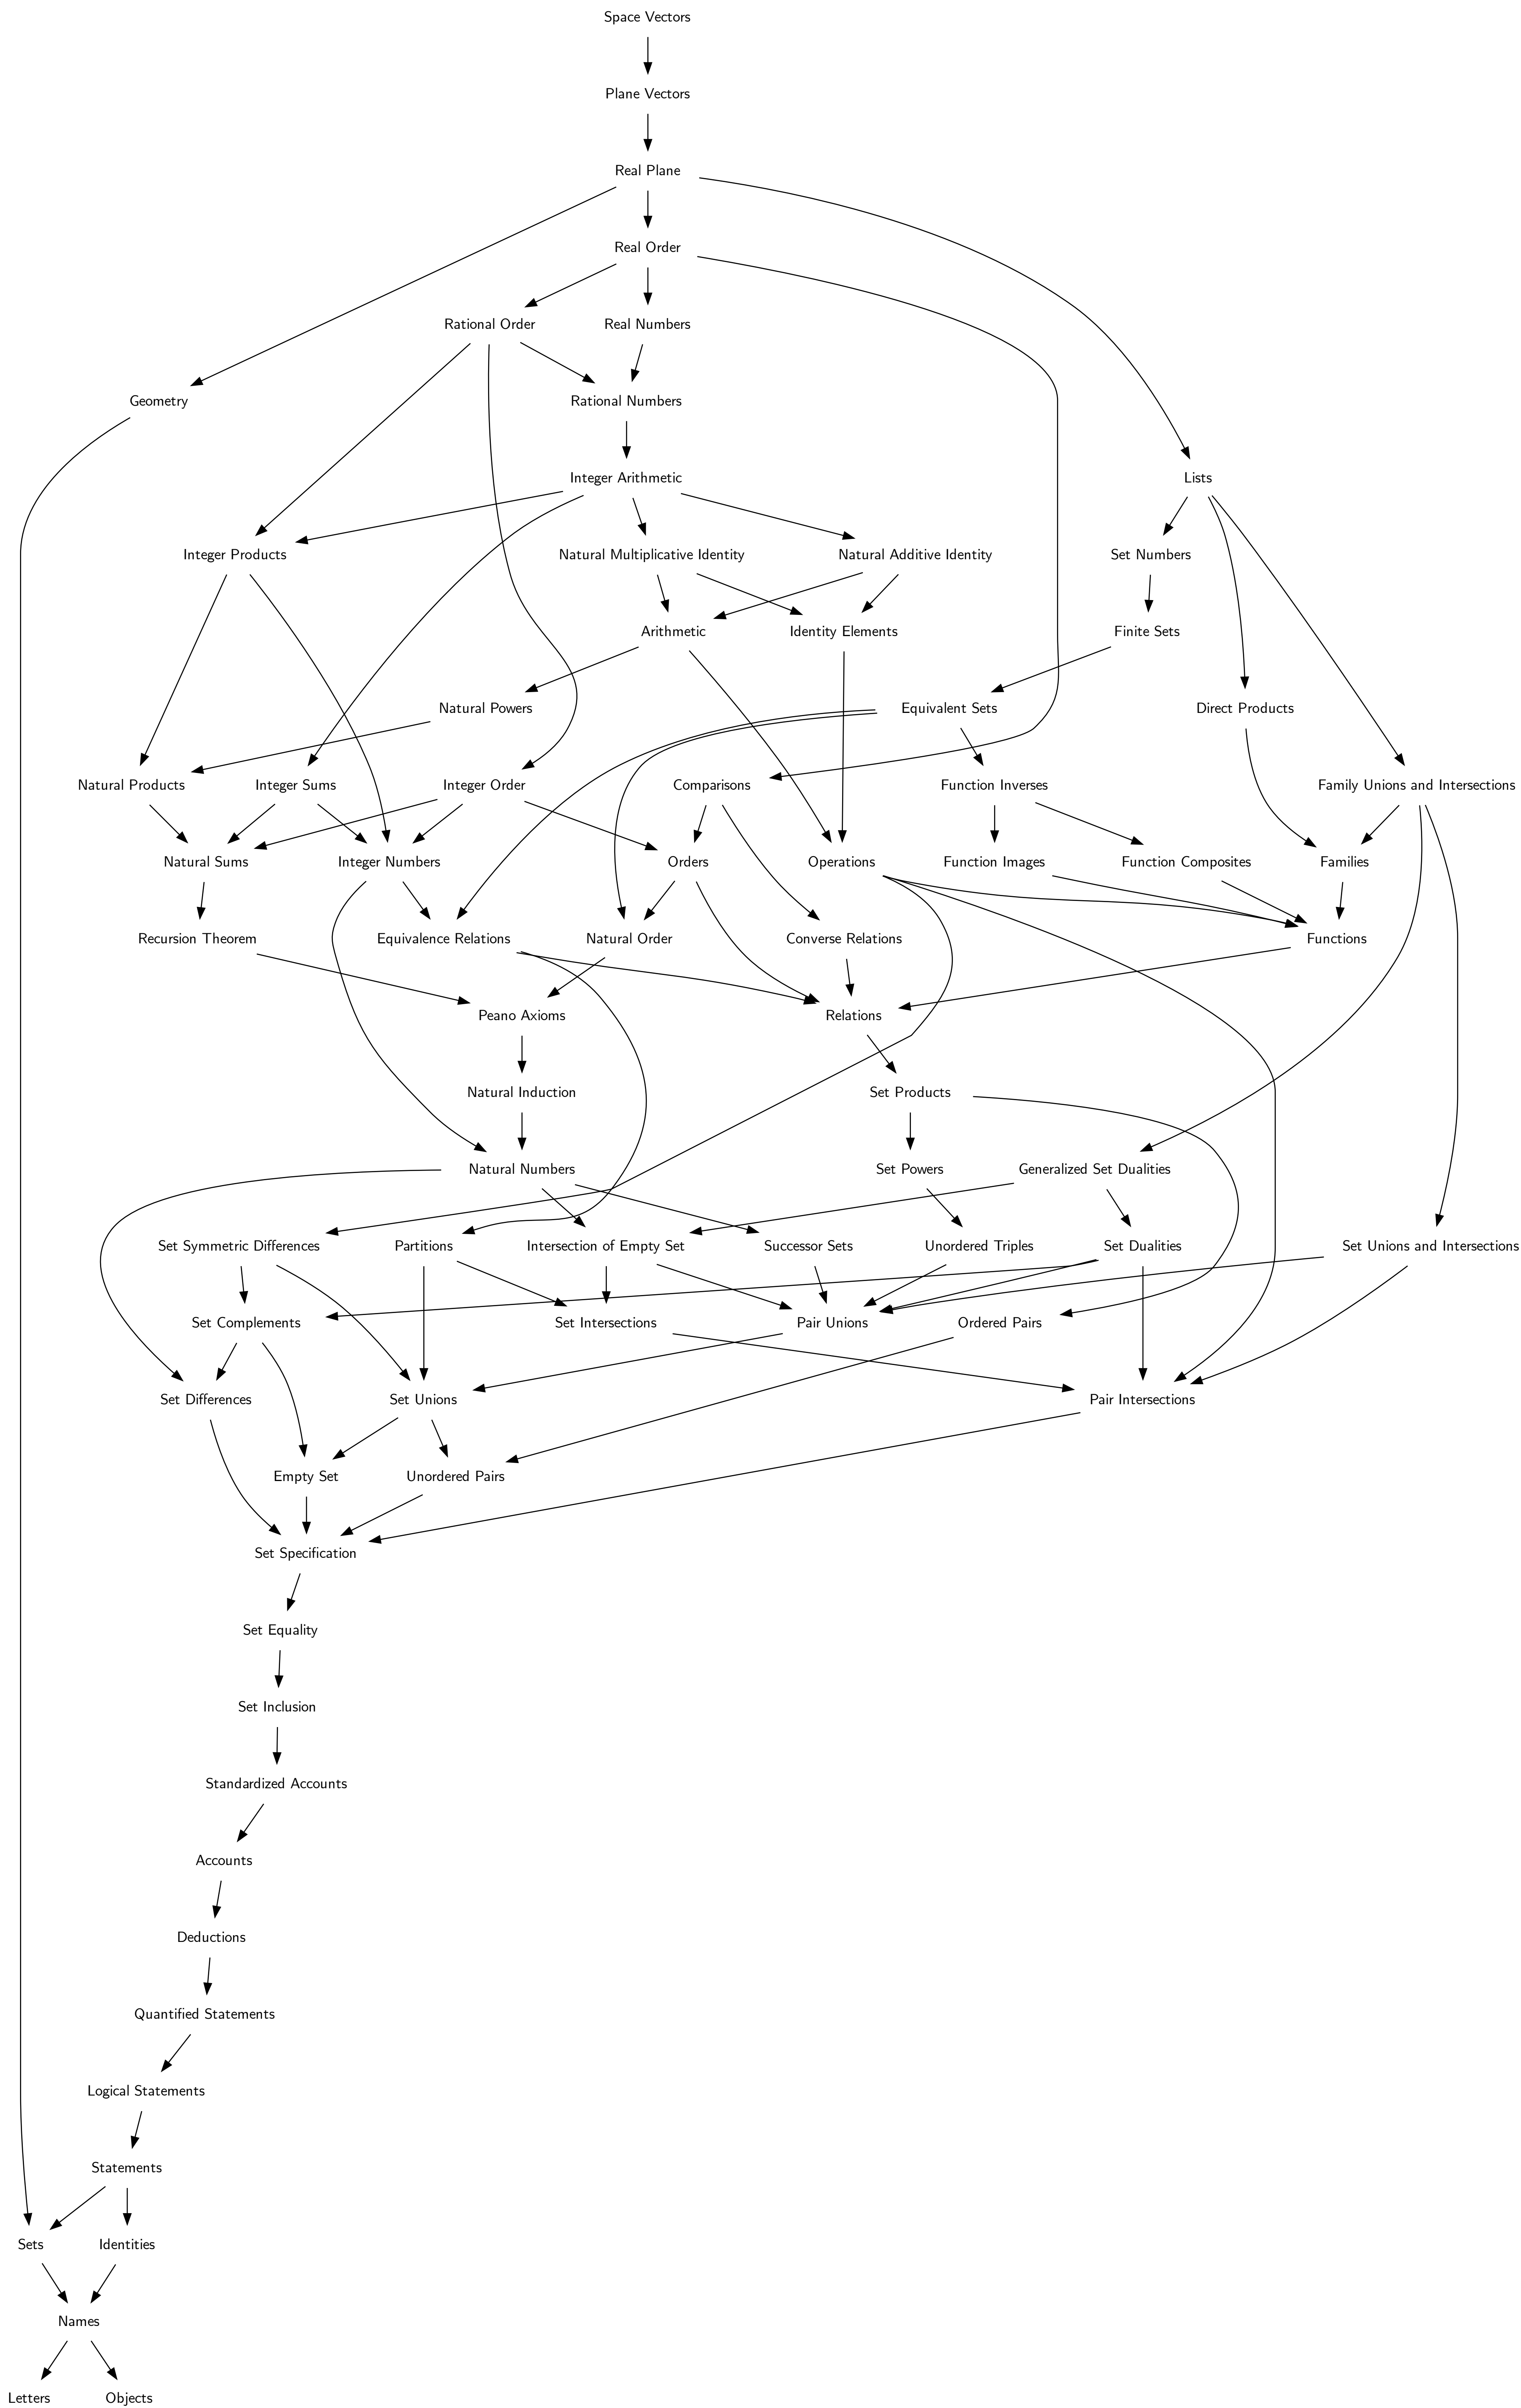 Space Vectors
Plane Vectors
Real Plane
Real Order
Rational Order
Real Numbers
Geometry
Rational Numbers
Integer Arithmetic
Lists
Integer Products
Natural Multiplicative Identity
Natural Additive Identity
Set Numbers
Arithmetic
Identity Elements
Finite Sets
Natural Powers
Equivalent Sets
Direct Products
Natural Products
Integer Sums
Integer Order
Comparisons
Function Inverses
Family Unions and Intersections
Natural Sums
Integer Numbers
Orders
Operations
Function Images
Function Composites
Families
Recursion Theorem
Equivalence Relations
Natural Order
Converse Relations
Functions
Peano Axioms
Relations
Natural Induction
Set Products
Natural Numbers
Set Powers
Generalized Set Dualities
Set Symmetric Differences
Partitions
Intersection of Empty Set
Successor Sets
Unordered Triples
Set Dualities
Set Unions and Intersections
Set Complements
Set Intersections
Pair Unions
Ordered Pairs
Set Differences
Set Unions
Pair Intersections
Empty Set
Unordered Pairs
Set Specification
Set Equality
Set Inclusion
Standardized Accounts
Accounts
Deductions
Quantified Statements
Logical Statements
Statements
Sets
Identities
Names
Letters
Objects